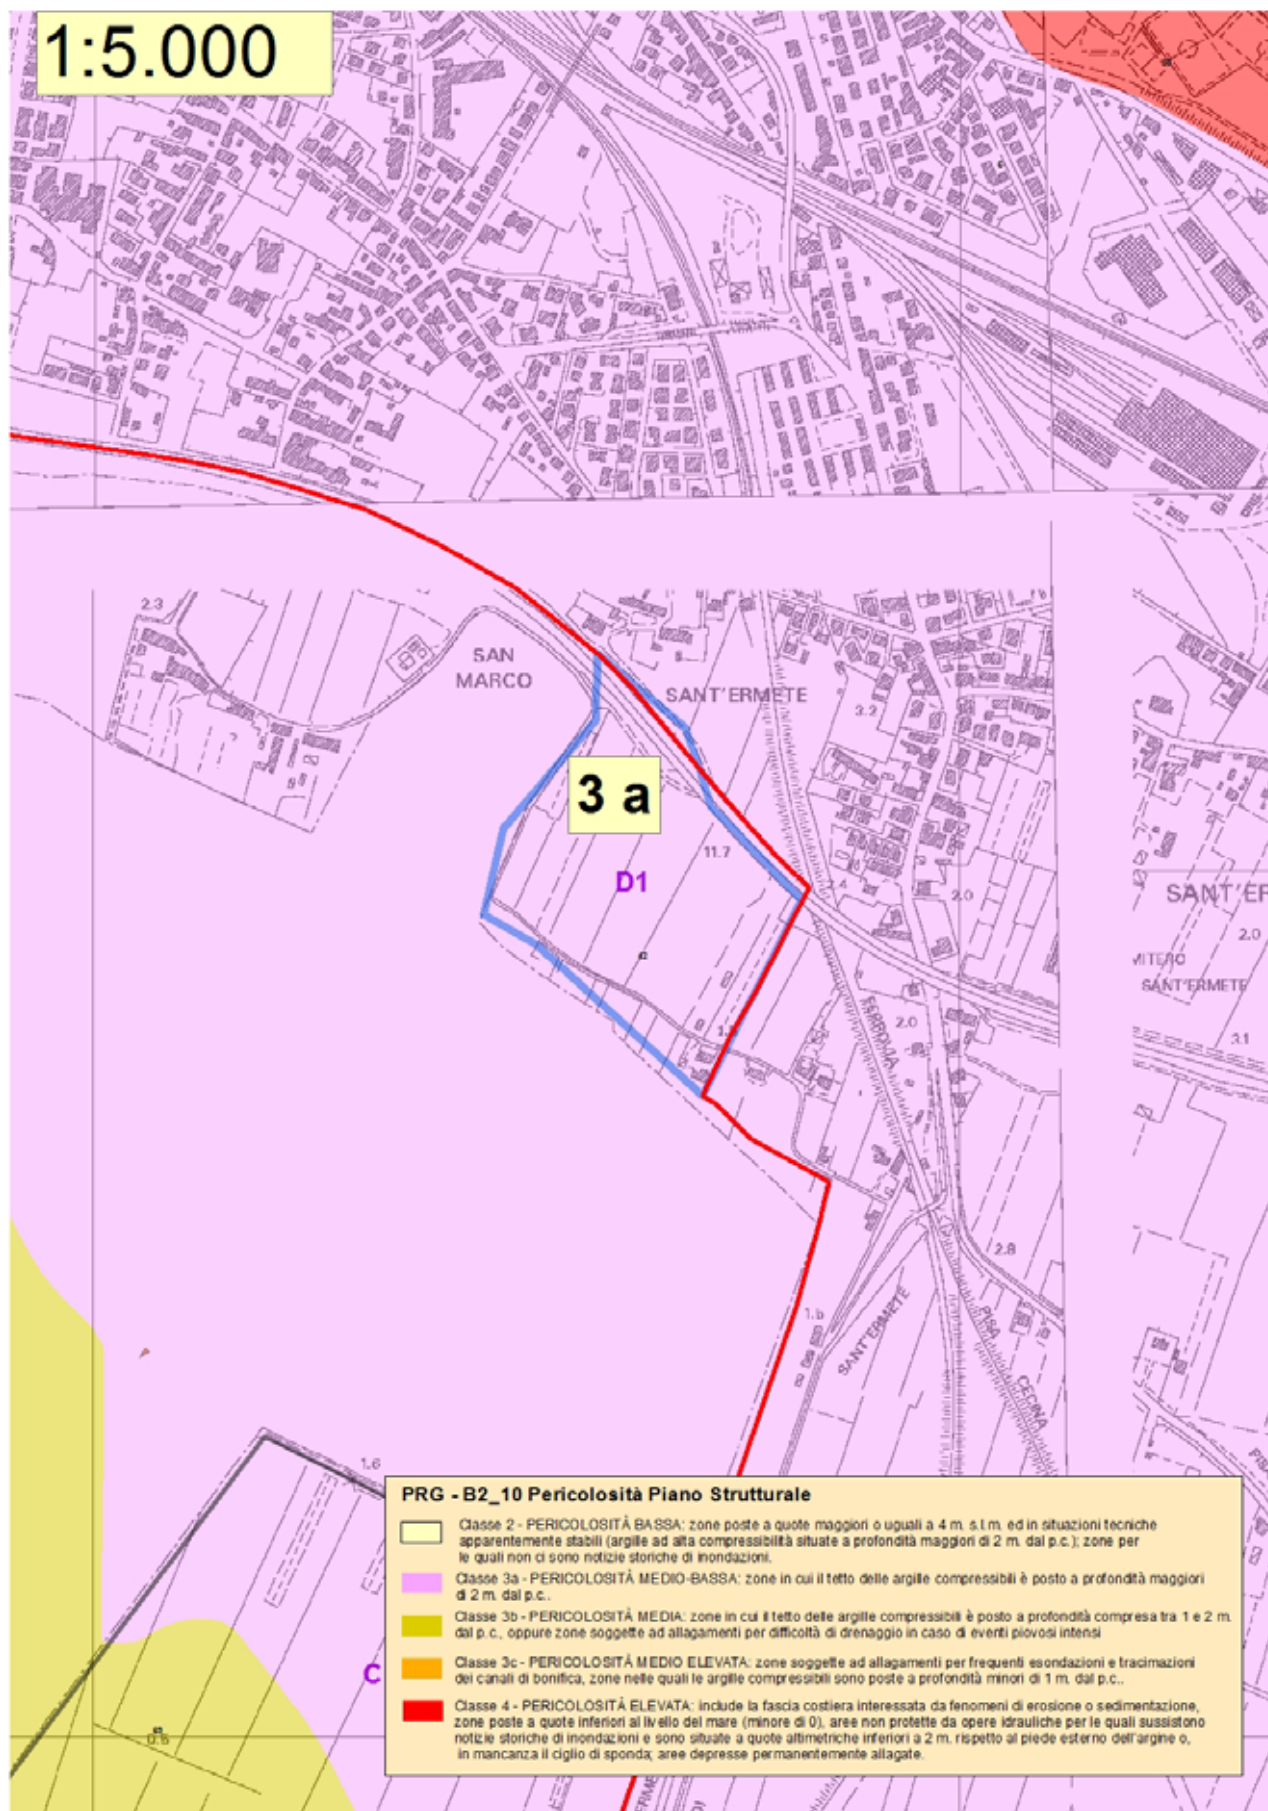 1:5.000
2.3
SAN
MARCO
SANT'ERMETE
3.2
3 a
11.7
D1
2.4
2.0
SANT'ER
2.0
MITERO
SANT'ERMETE
FERROVIA
2.0
3.1
2.8
1.6
SANT'ERMETE
PISA
CECINA
1.6
C
0.6
PRG - B2_10 Pericolosità Piano Strutturale
Classe 2 - PERICOLOSITÀ BASSA: zone poste a quote maggiori o uguali a 4 m. s.l.m. ed in situazioni tecniche
apparentemente stabili (argille ad alta compressibilità situate a profondità maggiori di 2 m. dal p.c.); zone per
le quali non ci sono notizie storiche di inondazioni.
Classe 3a - PERICOLOSITÀ MEDIO-BASSA: zone in cui il tetto delle argille compressibili è posto a profondità maggiori
di 2 m. dal p.c..
Classe 3b - PERICOLOSITÀ MEDIA: zone in cui il tetto delle argille compressibili è posto a profondità compresa tra 1 e 2 m.
dal p.c., oppure zone soggette ad allagamenti per difficoltà di drenaggio in caso di eventi piovosi intensi
Classe 3c - PERICOLOSITÀ MEDIO ELEVATA: zone soggette ad allagamenti per frequenti esondazioni e tracimazioni
dei canali di bonifica, zone nelle quali le argille compressibili sono poste a profondità minori di 1 m. dal p.c..
Classe 4 - PERICOLOSITÀ ELEVATA: include la fascia costiera interessata da fenomeni di erosione o sedimentazione,
zone poste a quote inferiori al livello del mare (minore di 0), aree non protette da opere idrauliche per le quali sussistono
notizie storiche di inondazioni e sono situate a quote altimetriche inferiori a 2 m. rispetto al piede esterno dell'argine o,
in mancanza il ciglio di sponda; aree depresse permanentemente allagate.